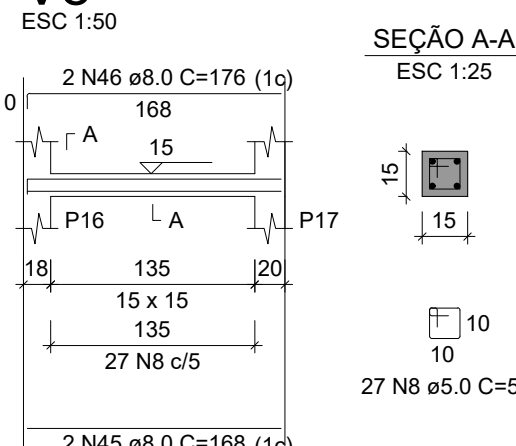 ESC 1:50
2 N46 ø8.0 C=176 (1c)
0
168
A
15
A
P16
P17
18
135
20
15 x 15
135
27 N8 c/5
2 N45 ø8.0 C=168 (1c)
SEÇÃO A-A
ESC 1:25
15
15
10
10
27 N8 ø5.0 C=5